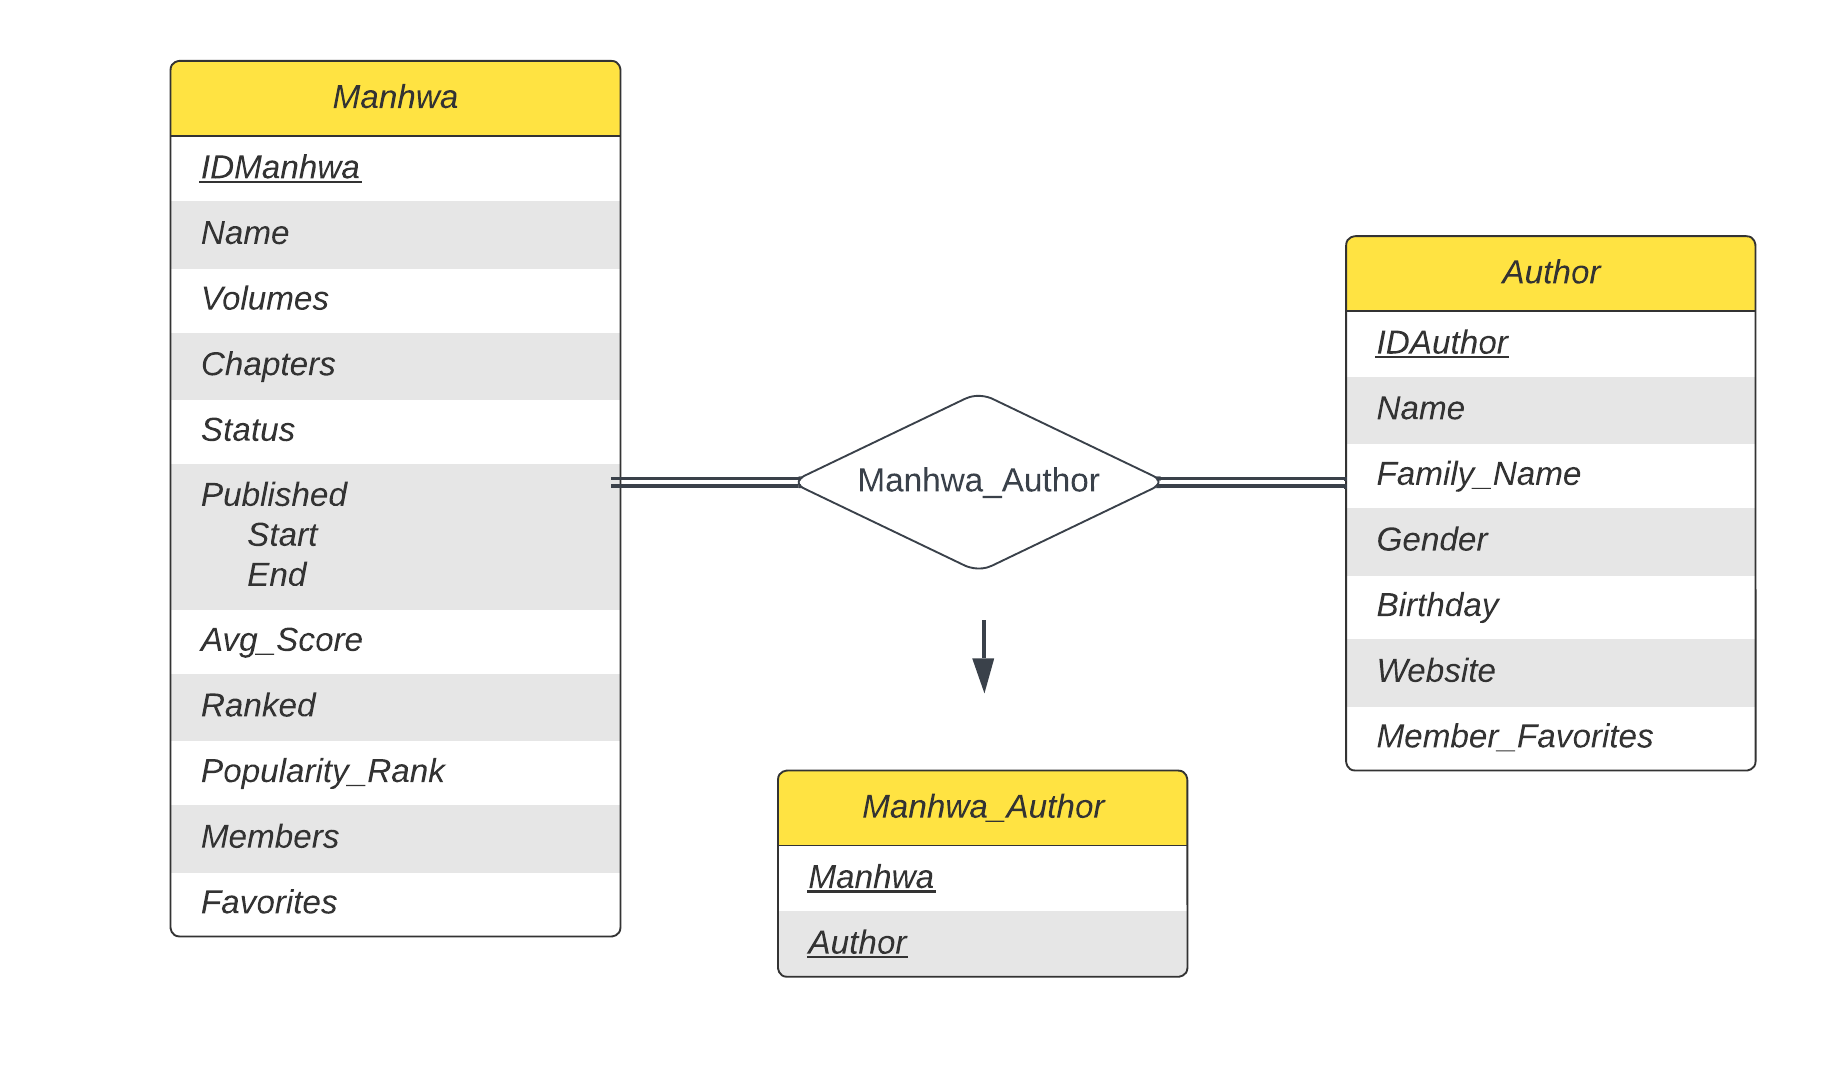 Manhwa
IDManhwa
Name
Volumes
Chapters
Status
Published
Start
End
Avg_Score
Ranked
Popularity_Rank
Members
Favorites
Manhwa_Author
Manhwa_Author
Manhwa
Author
Author
IDAuthor
Name
Family_Name
Gender
Birthday
Website
Member_Favorites